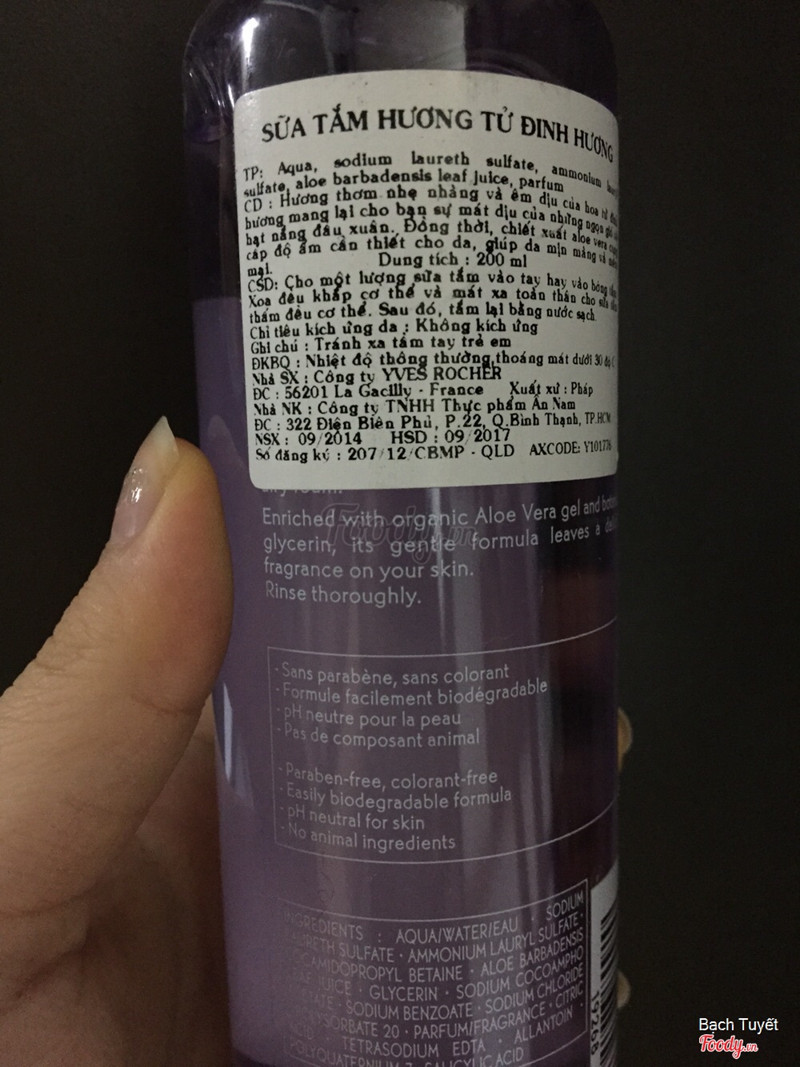 SỮA TẮM HƯƠNG TỬ ĐINH HƯƠNG
TP: Aqua, sodium laureth sulfate, ammonium
sulfate, aloe barbadensis leaf juice, parfum
CD : Hương thơm nhẹ nhàng và êm dịu của hoa tử
hương mang lại cho bạn sự mát dịu của những
hạt nắng đầu xuân. Đồng thời, chiết xuất aloe vera
cấp độ ẩm cần thiết cho da, giúp da mịn màng và
mại.
Dung tích : 200 ml
CSD: Cho một lượng sữa tắm vào tay hay vào bông
Xoa đều khắp cơ thể và mát xa toàn thân cho sữa
thấm đều cơ thể. Sau đó, tắm lại bằng nước sạch.
Chỉ tiêu kích ứng da : Không kích ứng
Ghi chú : Tránh xa tầm tay trẻ em
ĐKBQ : Nhiệt độ thông thường,thoáng mát dưới 30 độ C
Nhà SX : Công ty YVES ROCHER
ĐC : 56201 La Gacilly - France Xuất xứ : Pháp
Nhà NK : Công ty TNHH Thực phẩm An Nam
ĐC : 322 Điện Biên Phủ, P.22, Q.Bình Thạnh, TP.HCM
NSX : 09/2014 HSD : 09/2017
Số đăng ký : 207/12/CBMP - QLD AXCODE: Y101776
Enriched with organic Aloe Vera gel and
glycerin, its gentle formula leaves a
fragrance on your skin.
Rinse thoroughly.
- Sans parabène, sans colorant
- Formule facilement biodégradable
- pH neutre pour la peau
- Pas de composant animal
- Paraben-free, colorant-free
- Easily biodegradable formula
- pH neutral for skin
- No animal ingredients
INGREDIENTS : AQUA/WATER/EAU · SODIUM
LAURETH SULFATE · AMMONIUM LAURYL SULFATE ·
BETAINE · ALOE BARBADENSIS
JUICE · GLYCERIN · SODIUM COCOAMPHO
SODIUM BENZOATE · SODIUM CHLORIDE
20 · PARFUM/FRAGRANCE · CITRIC
TETRASODIUM EDTA · ALLANTOIN ·
POLYQUATERNIUM-7 · SALICYLIC ACID
Foody.vn
Bạch Tuyết
Foody.vn